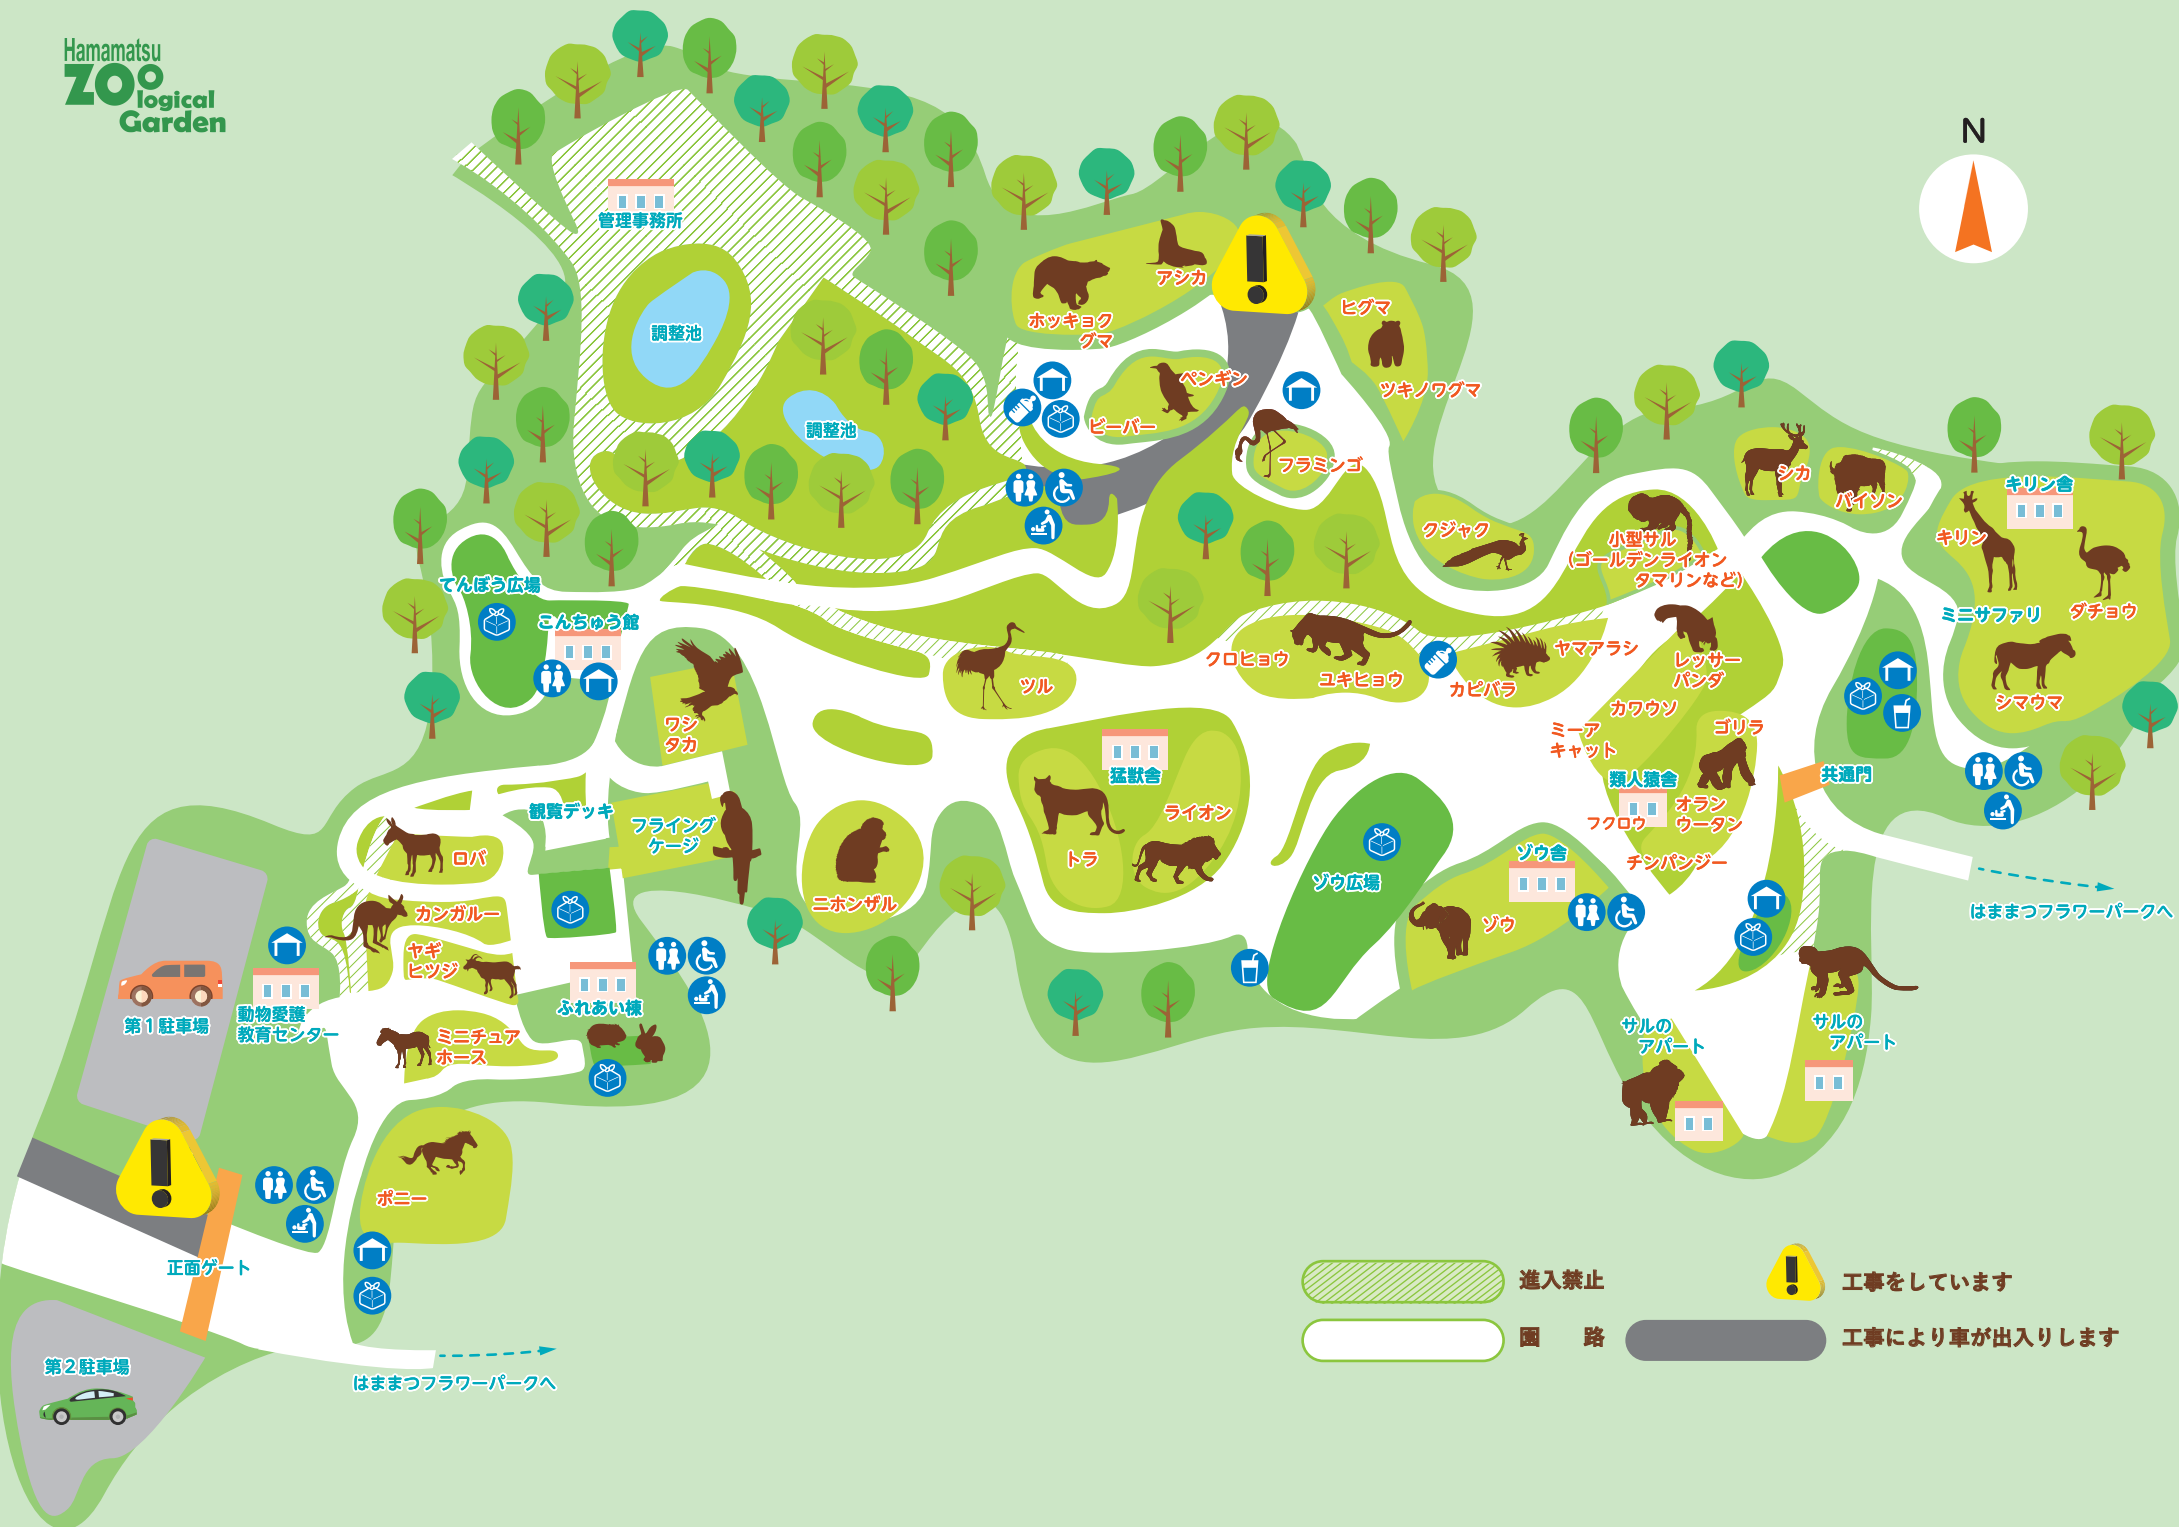 Hamamatsu
ZOo
logical
Garden
N
管理事務所
調整池
調整池
アシカ
ホッキョク
グマ
ペンギン
ビーバー
ヒグマ
ツキノワグマ
フラミンゴ
クジャク
シカ
バイソン
小型サル
(ゴールデンライオン
タマリンなど)
キリン舎
キリン
ダチョウ
ミニサファリ
シマウマ
てんぼう広場
こんちゅう館
ワシ
タカ
ツル
クロヒョウ
ユキヒョウ
カピバラ
ヤマアラシ
レッサー
パンダ
カワウソ
ミーア
キャット
ゴリラ
類人猿舎
オラン
ウータン
フクロウ
チンパンジー
共通門
はままつフラワーパークへ
猛獣舎
トラ
ライオン
ゾウ広場
ゾウ舎
ゾウ
サルの
アパート
サルの
アパート
観覧デッキ
フライング
ケージ
ニホンザル
ロバ
カンガルー
ヤギ
ヒツジ
ふれあい棟
ミニチュア
ホース
動物愛護
教育センター
第1駐車場
ポニー
正面ゲート
第2駐車場
はままつフラワーパークへ
進入禁止
工事をしています
園　路
工事により車が出入りします